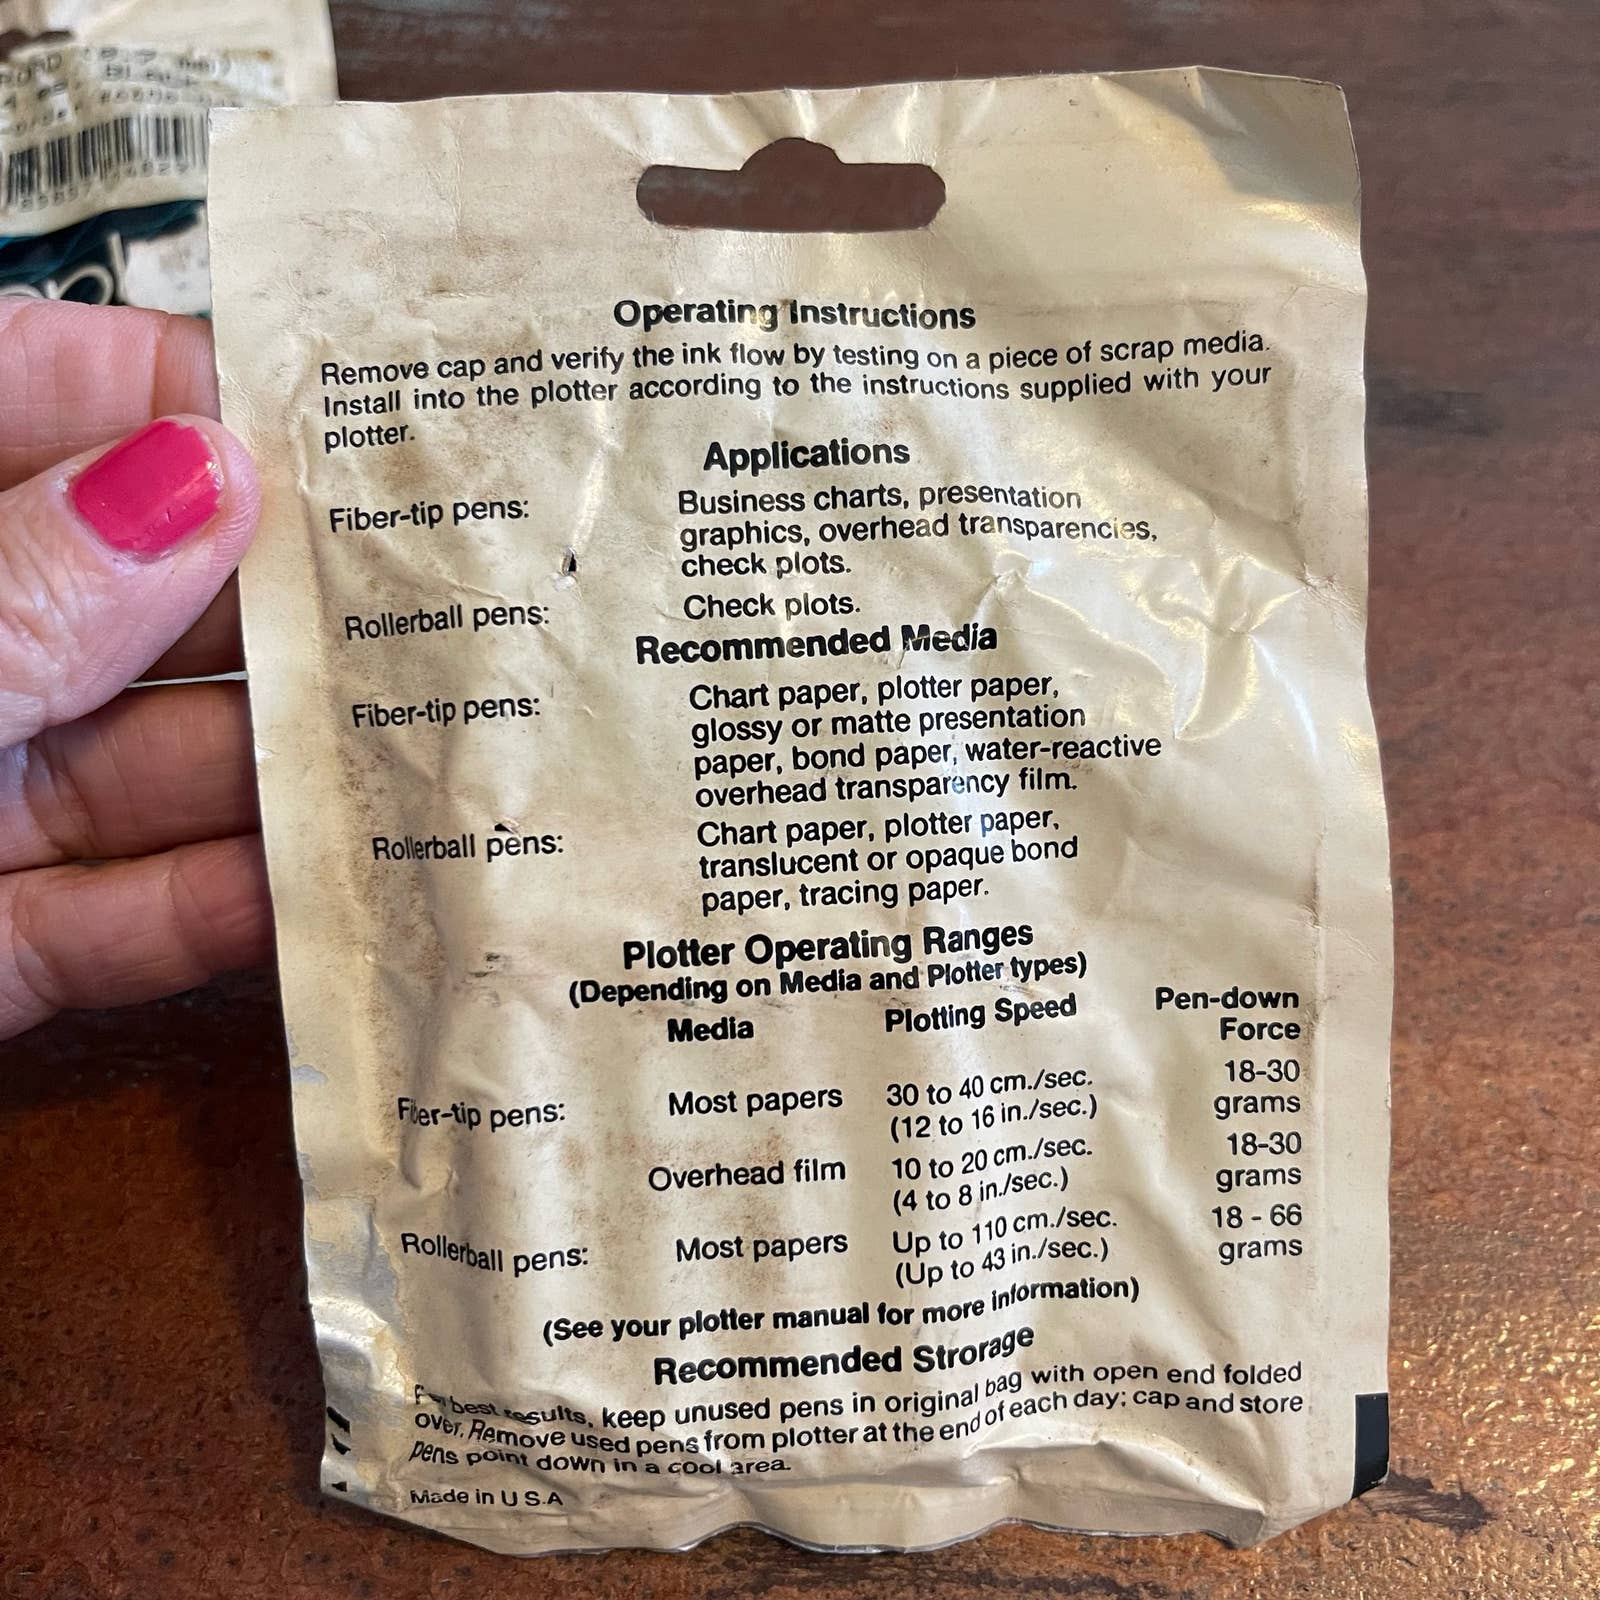 Operating Instructions
Remove cap and verify the ink flow by testing on a piece of scrap media.
Install into the plotter according to the instructions supplied with your
plotter.
Applications
Fiber-tip pens: Business charts, presentation
graphics, overhead transparencies,
check plots.
Rollerball pens: Check plots.
Recommended Media
Fiber-tip pens: Chart paper, plotter paper,
glossy or matte presentation
paper, bond paper, water-reactive
overhead transparency film.
Rollerball pens: Chart paper, plotter paper,
translucent or opaque bond
paper, tracing paper.
Plotter Operating Ranges
(Depending on Media and Plotter types)
Media Plotting Speed Pen-down
Force
Fiber-tip pens: Most papers 30 to 40 cm./sec. 18-30
(12 to 16 in./sec.) grams
Overhead film 10 to 20 cm./sec. 18-30
(4 to 8 in./sec.) grams
Rollerball pens: Most papers Up to 110 cm./sec. 18 - 66
(Up to 43 in./sec.) grams
(See your plotter manual for more information)
Recommended Strorage
For best results, keep unused pens in original bag with open end folded
over. Remove used pens from plotter at the end of each day; cap and store
pens point down in a cool area.
Made in U S.A